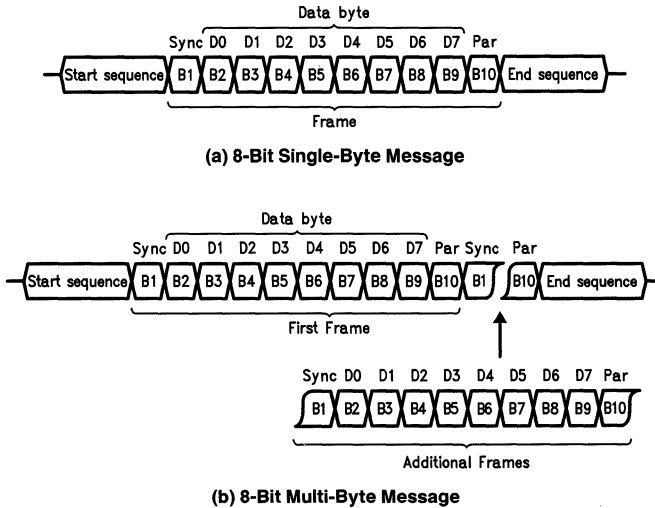 Data byte
Sync D0 D1 D2 D3 D4 D5 D6 D7 Par
Start sequence B1 B2 B3 B4 B5 B6 B7 B8 B9 B10 End sequence
Frame
(a) 8-Bit Single-Byte Message
Data byte
Sync D0 D1 D2 D3 D4 D5 D6 D7 Par Sync Par
Start sequence B1 B2 B3 B4 B5 B6 B7 B8 B9 B10 B1 B10 End sequence
First Frame
Sync D0 D1 D2 D3 D4 D5 D6 D7 Par
B1 B2 B3 B4 B5 B6 B7 B8 B9 B10
Additional Frames
(b) 8-Bit Multi-Byte Message